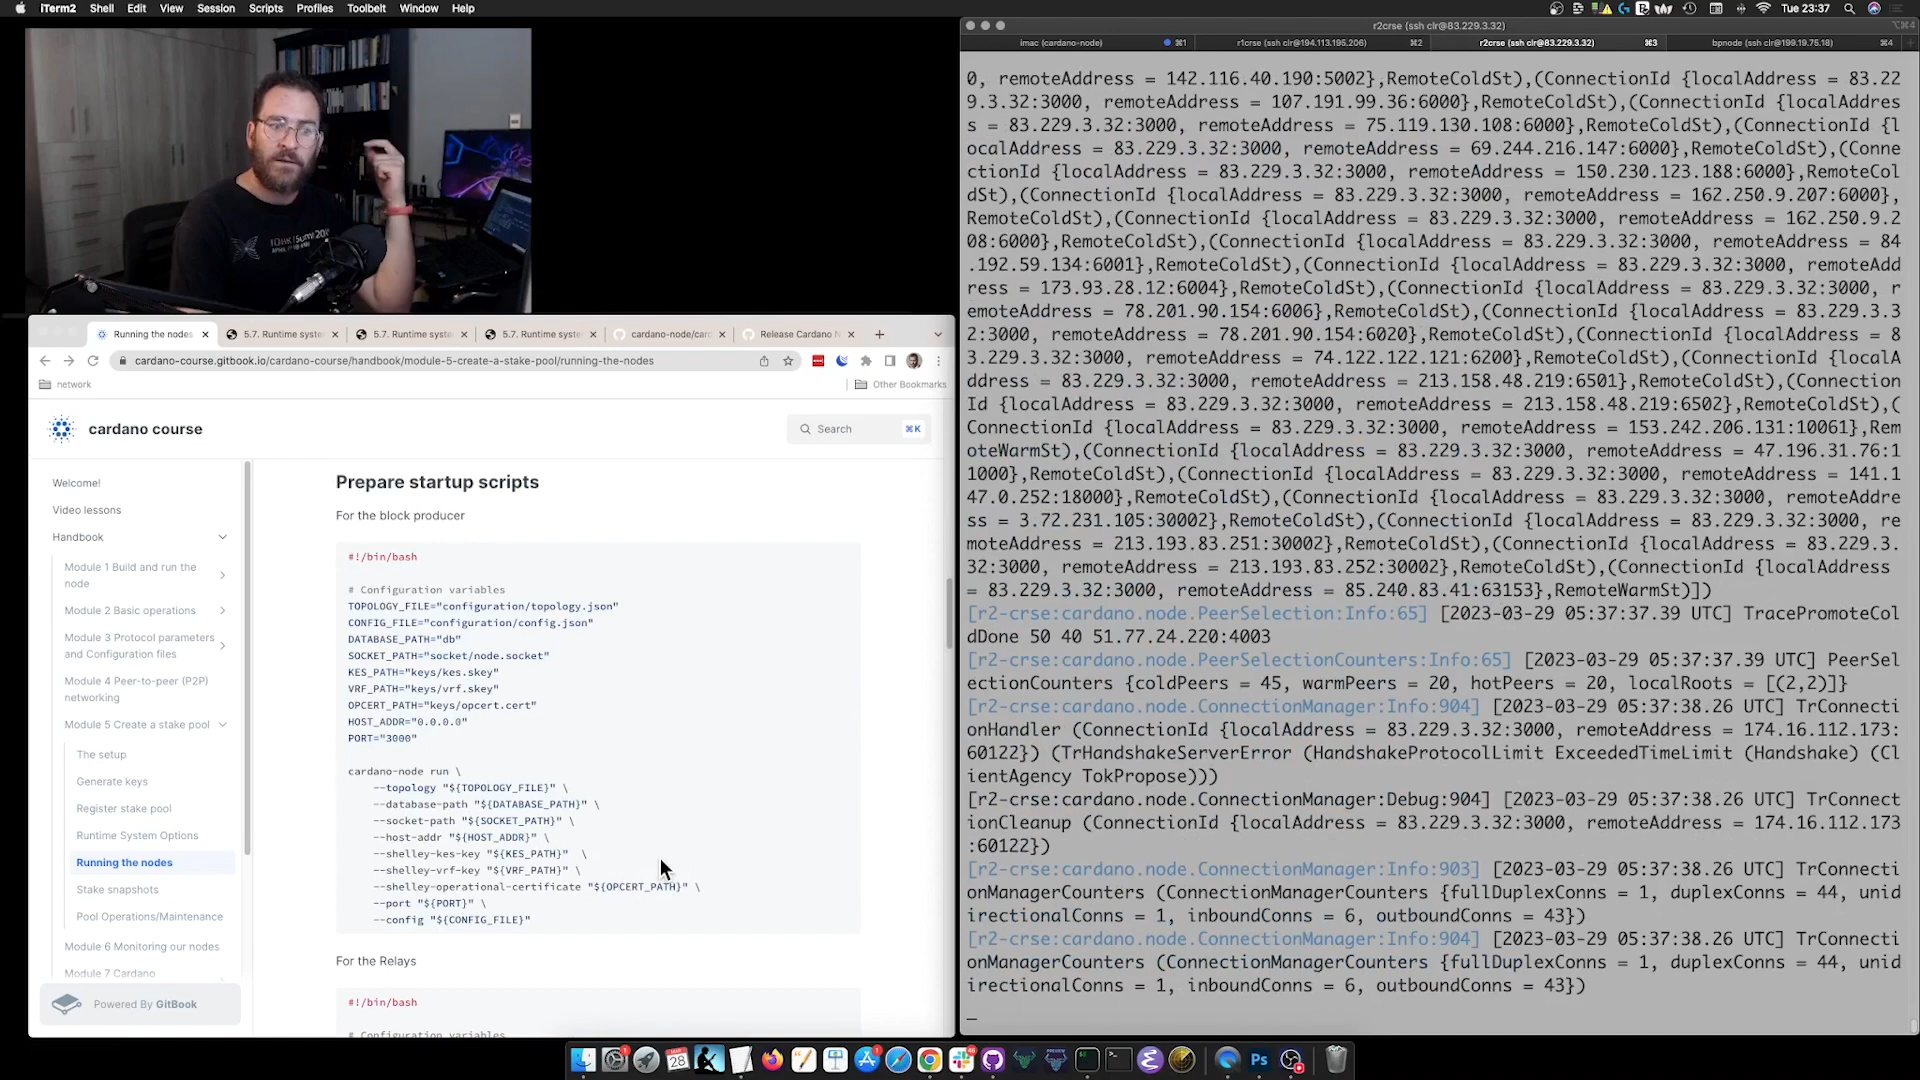 iTerm2 Shell Edit View Session Scripts Profiles Toolbelt Window Help
Tue 23:37
r2crse (ssh clr@83.229.3.32)
⌥⌘4
imac (cardano-node) ⌘1
r1crse (ssh clr@194.113.195.206) ⌘2
r2crse (ssh clr@83.229.3.32) ⌘3
bpnode (ssh clr@199.19.75.18) ⌘4
Running the nodes
5.7. Runtime syste
5.7. Runtime syste
5.7. Runtime syste
cardano-node/carc
Release Cardano N
cardano-course.gitbook.io/cardano-course/handbook/module-5-create-a-stake-pool/running-the-nodes
network
Other Bookmarks
cardano course
Search ⌘K
Welcome!
Video lessons
Handbook
Module 1 Build and run the
node
Module 2 Basic operations
Module 3 Protocol parameters
and Configuration files
Module 4 Peer-to-peer (P2P)
networking
Module 5 Create a stake pool
The setup
Generate keys
Register stake pool
Runtime System Options
Running the nodes
Stake snapshots
Pool Operations/Maintenance
Module 6 Monitoring our nodes
Module 7 Cardano
Powered By GitBook
Prepare startup scripts
For the block producer
#!/bin/bash
# Configuration variables
TOPOLOGY_FILE="configuration/topology.json"
CONFIG_FILE="configuration/config.json"
DATABASE_PATH="db"
SOCKET_PATH="socket/node.socket"
KES_PATH="keys/kes.skey"
VRF_PATH="keys/vrf.skey"
OPCERT_PATH="keys/opcert.cert"
HOST_ADDR="0.0.0.0"
PORT="3000"
cardano-node run \
--topology "${TOPOLOGY_FILE}" \
--database-path "${DATABASE_PATH}" \
--socket-path "${SOCKET_PATH}" \
--host-addr "${HOST_ADDR}" \
--shelley-kes-key "${KES_PATH}" \
--shelley-vrf-key "${VRF_PATH}" \
--shelley-operational-certificate "${OPCERT_PATH}" \
--port "${PORT}" \
--config "${CONFIG_FILE}"
For the Relays
#!/bin/bash
# Configuration variables
0, remoteAddress = 142.116.40.190:5002},RemoteColdSt),(ConnectionId {localAddress = 83.22
9.3.32:3000, remoteAddress = 107.191.99.36:6000},RemoteColdSt),(ConnectionId {localAddres
s = 83.229.3.32:3000, remoteAddress = 75.119.130.108:6000},RemoteColdSt),(ConnectionId {l
ocalAddress = 83.229.3.32:3000, remoteAddress = 69.244.216.147:6000},RemoteColdSt),(Conne
ctionId {localAddress = 83.229.3.32:3000, remoteAddress = 150.230.123.188:6000},RemoteCol
dSt),(ConnectionId {localAddress = 83.229.3.32:3000, remoteAddress = 162.250.9.207:6000},
RemoteColdSt),(ConnectionId {localAddress = 83.229.3.32:3000, remoteAddress = 162.250.9.2
08:6000},RemoteColdSt),(ConnectionId {localAddress = 83.229.3.32:3000, remoteAddress = 84
.192.59.134:6001},RemoteColdSt),(ConnectionId {localAddress = 83.229.3.32:3000, remoteAdd
ress = 173.93.28.12:6004},RemoteColdSt),(ConnectionId {localAddress = 83.229.3.32:3000, r
emoteAddress = 78.201.90.154:6006},RemoteColdSt),(ConnectionId {localAddress = 83.229.3.3
2:3000, remoteAddress = 78.201.90.154:6020},RemoteColdSt),(ConnectionId {localAddress = 8
3.229.3.32:3000, remoteAddress = 74.122.122.121:6200},RemoteColdSt),(ConnectionId {localA
ddress = 83.229.3.32:3000, remoteAddress = 213.158.48.219:6501},RemoteColdSt),(Connection
Id {localAddress = 83.229.3.32:3000, remoteAddress = 213.158.48.219:6502},RemoteColdSt),(
ConnectionId {localAddress = 83.229.3.32:3000, remoteAddress = 153.242.206.131:10061},Rem
oteWarmSt),(ConnectionId {localAddress = 83.229.3.32:3000, remoteAddress = 47.196.31.76:1
1000},RemoteColdSt),(ConnectionId {localAddress = 83.229.3.32:3000, remoteAddress = 141.1
47.0.252:18000},RemoteColdSt),(ConnectionId {localAddress = 83.229.3.32:3000, remoteAddre
ss = 3.72.231.105:30002},RemoteColdSt),(ConnectionId {localAddress = 83.229.3.32:3000, re
moteAddress = 213.193.83.251:30002},RemoteColdSt),(ConnectionId {localAddress = 83.229.3.
32:3000, remoteAddress = 213.193.83.252:30002},RemoteColdSt),(ConnectionId {localAddress
= 83.229.3.32:3000, remoteAddress = 85.240.83.41:63153},RemoteWarmSt)])
[r2-crse:cardano.node.PeerSelection:Info:65] [2023-03-29 05:37:37.39 UTC] TracePromoteCol
dDone 50 40 51.77.24.220:4003
[r2-crse:cardano.node.PeerSelectionCounters:Info:65] [2023-03-29 05:37:37.39 UTC] PeerSel
ectionCounters {coldPeers = 45, warmPeers = 20, hotPeers = 20, localRoots = [(2,2)]}
[r2-crse:cardano.node.ConnectionManager:Info:904] [2023-03-29 05:37:38.26 UTC] TrConnecti
onHandler (ConnectionId {localAddress = 83.229.3.32:3000, remoteAddress = 174.16.112.173:
60122}) (TrHandshakeServerError (HandshakeProtocolLimit ExceededTimeLimit (Handshake) (Cl
ientAgency TokPropose)))
[r2-crse:cardano.node.ConnectionManager:Debug:904] [2023-03-29 05:37:38.26 UTC] TrConnect
ionCleanup (ConnectionId {localAddress = 83.229.3.32:3000, remoteAddress = 174.16.112.173
:60122})
[r2-crse:cardano.node.ConnectionManager:Info:903] [2023-03-29 05:37:38.26 UTC] TrConnecti
onManagerCounters (ConnectionManagerCounters {fullDuplexConns = 1, duplexConns = 44, unid
irectionalConns = 1, inboundConns = 6, outboundConns = 43})
[r2-crse:cardano.node.ConnectionManager:Info:904] [2023-03-29 05:37:38.26 UTC] TrConnecti
onManagerCounters (ConnectionManagerCounters {fullDuplexConns = 1, duplexConns = 44, unid
irectionalConns = 1, inboundConns = 6, outboundConns = 43})